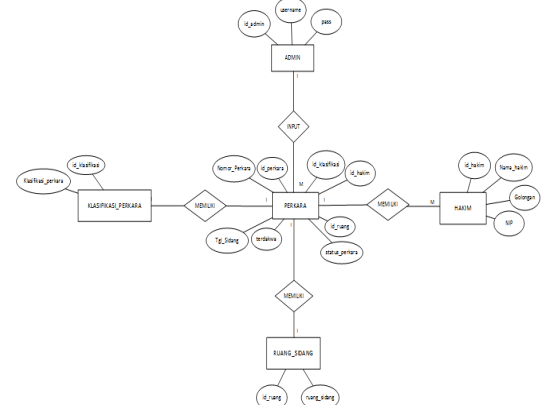 username
id_admin
pass
ADMIN
1
INPUT
M
Nomor_Perkara
id_perkara
id_klasifikasi
id_hakim
id_klasifikasi
Klasifikasi_perkara
KLASIFIKASI_PERKARA
MEMILIKI
1
PERKARA
1
MEMILIKI
M
HAKIM
id_hakim
Nama_hakim
Golongan
NIP
Tgl_Sidang
terdakwa
id_ruang
status_perkara
1
MEMILIKI
1
RUANG_SIDANG
id_ruang
ruang_sidang